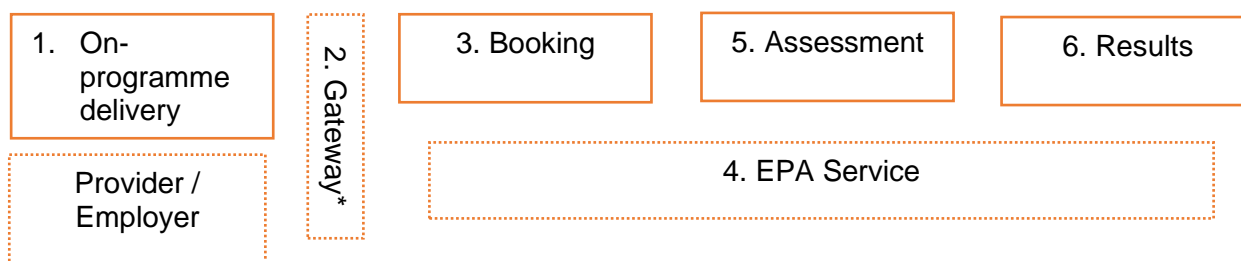 1. On-
programme
delivery
Provider /
Employer
2. Gateway*
3. Booking
5. Assessment
6. Results
4. EPA Service